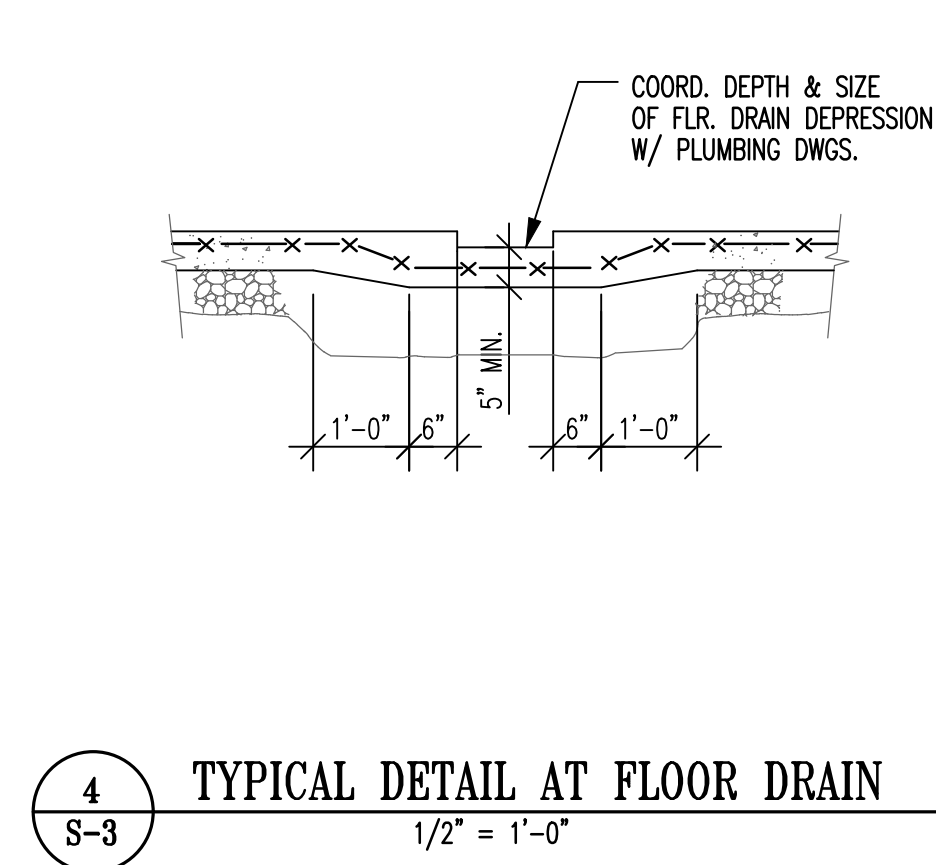 COORD. DEPTH & SIZE
OF FLR. DRAIN DEPRESSION
W/ PLUMBING DWGS.
5" MIN.
1'-0" 6" 6" 1'-0"
4
S-3
TYPICAL DETAIL AT FLOOR DRAIN
1/2" = 1'-0"